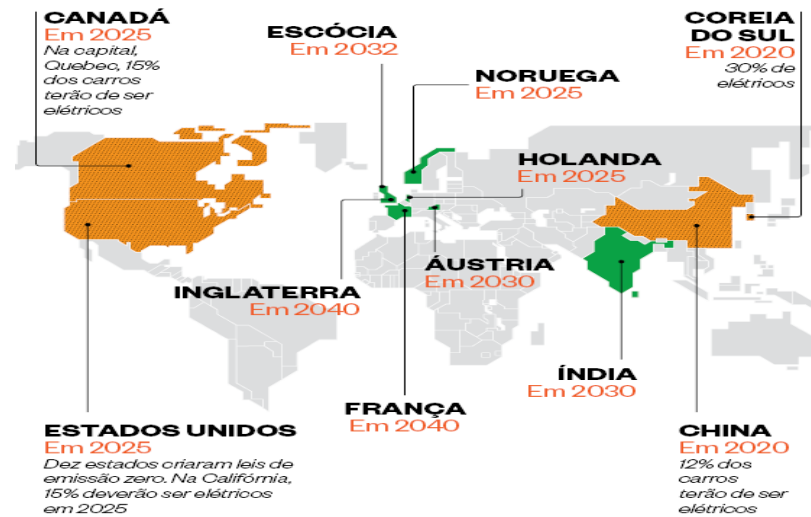 CANADÁ
Em 2025
Na capital,
Quebec, 15%
dos carros
terão de ser
elétricos
ESCÓCIA
Em 2032
NORUEGA
Em 2025
COREIA
DO SUL
Em 2020
30% de
elétricos
HOLANDA
Em 2025
INGLATERRA
Em 2040
ÁUSTRIA
Em 2030
FRANÇA
Em 2040
ÍNDIA
Em 2030
ESTADOS UNIDOS
Em 2025
Dez estados criaram leis de
emissão zero. Na Califórnia,
15% deverão ser elétricos
em 2025
CHINA
Em 2020
12% dos
carros
terão de ser
elétricos